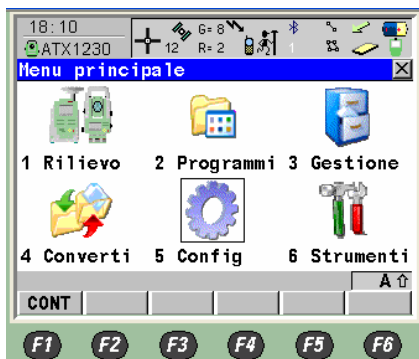 18:10
ATX1230
12
G= 8
R= 2
1
Menu principale
1 Rilievo
2 Programmi
3 Gestione
4 Converti
5 Config
6 Strumenti
A
CONT
F1 F2 F3 F4 F5 F6